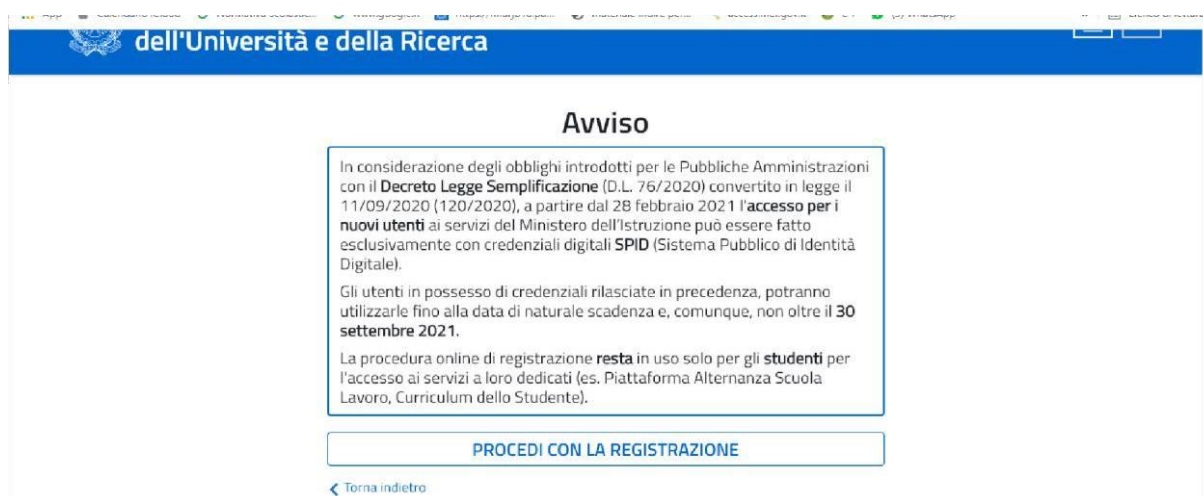 dell'Università e della Ricerca
Avviso
In considerazione degli obblighi introdotti per le Pubbliche Amministrazioni
con il Decreto Legge Semplificazione (D.L. 76/2020) convertito in legge il
11/09/2020 (120/2020), a partire dal 28 febbraio 2021 l'accesso per i
nuovi utenti ai servizi del Ministero dell'Istruzione può essere fatto
esclusivamente con credenziali digitali SPID (Sistema Pubblico di Identità
Digitale).
Gli utenti in possesso di credenziali rilasciate in precedenza, potranno
utilizzarle fino alla data di naturale scadenza e, comunque, non oltre il 30
settembre 2021.
La procedura online di registrazione resta in uso solo per gli studenti per
l'accesso ai servizi a loro dedicati (es. Piattaforma Alternanza Scuola
Lavoro, Curriculum dello Studente).
PROCEDI CON LA REGISTRAZIONE
Torna indietro